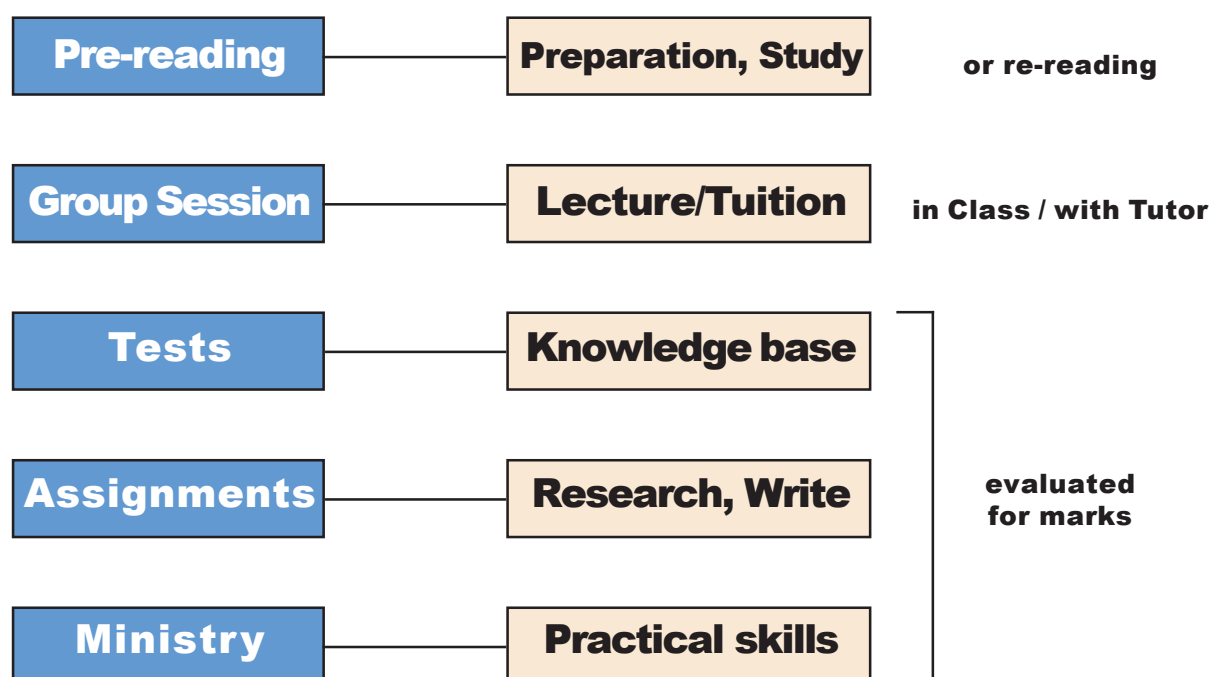 Pre-reading
Preparation, Study
or re-reading
Group Session
Lecture/Tuition
in Class / with Tutor
Tests
Knowledge base
Assignments
Research, Write
evaluated
for marks
Ministry
Practical skills